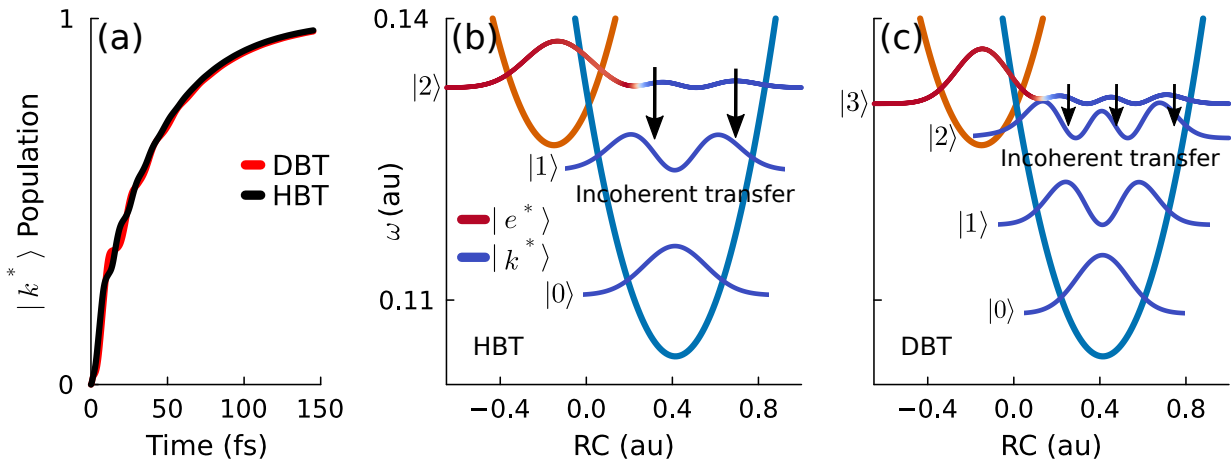 (a)
1
0
| k * ⟩ Population
DBT
HBT
0
50
100
150
Time (fs)
(b)
0.14
0.11
ω (au)
|2⟩
|1⟩
Incoherent transfer
| e * ⟩
| k * ⟩
|0⟩
HBT
−0.4
0.0
0.4
0.8
RC (au)
(c)
|3⟩
|2⟩
Incoherent transfer
|1⟩
|0⟩
DBT
−0.4
0.0
0.4
0.8
RC (au)